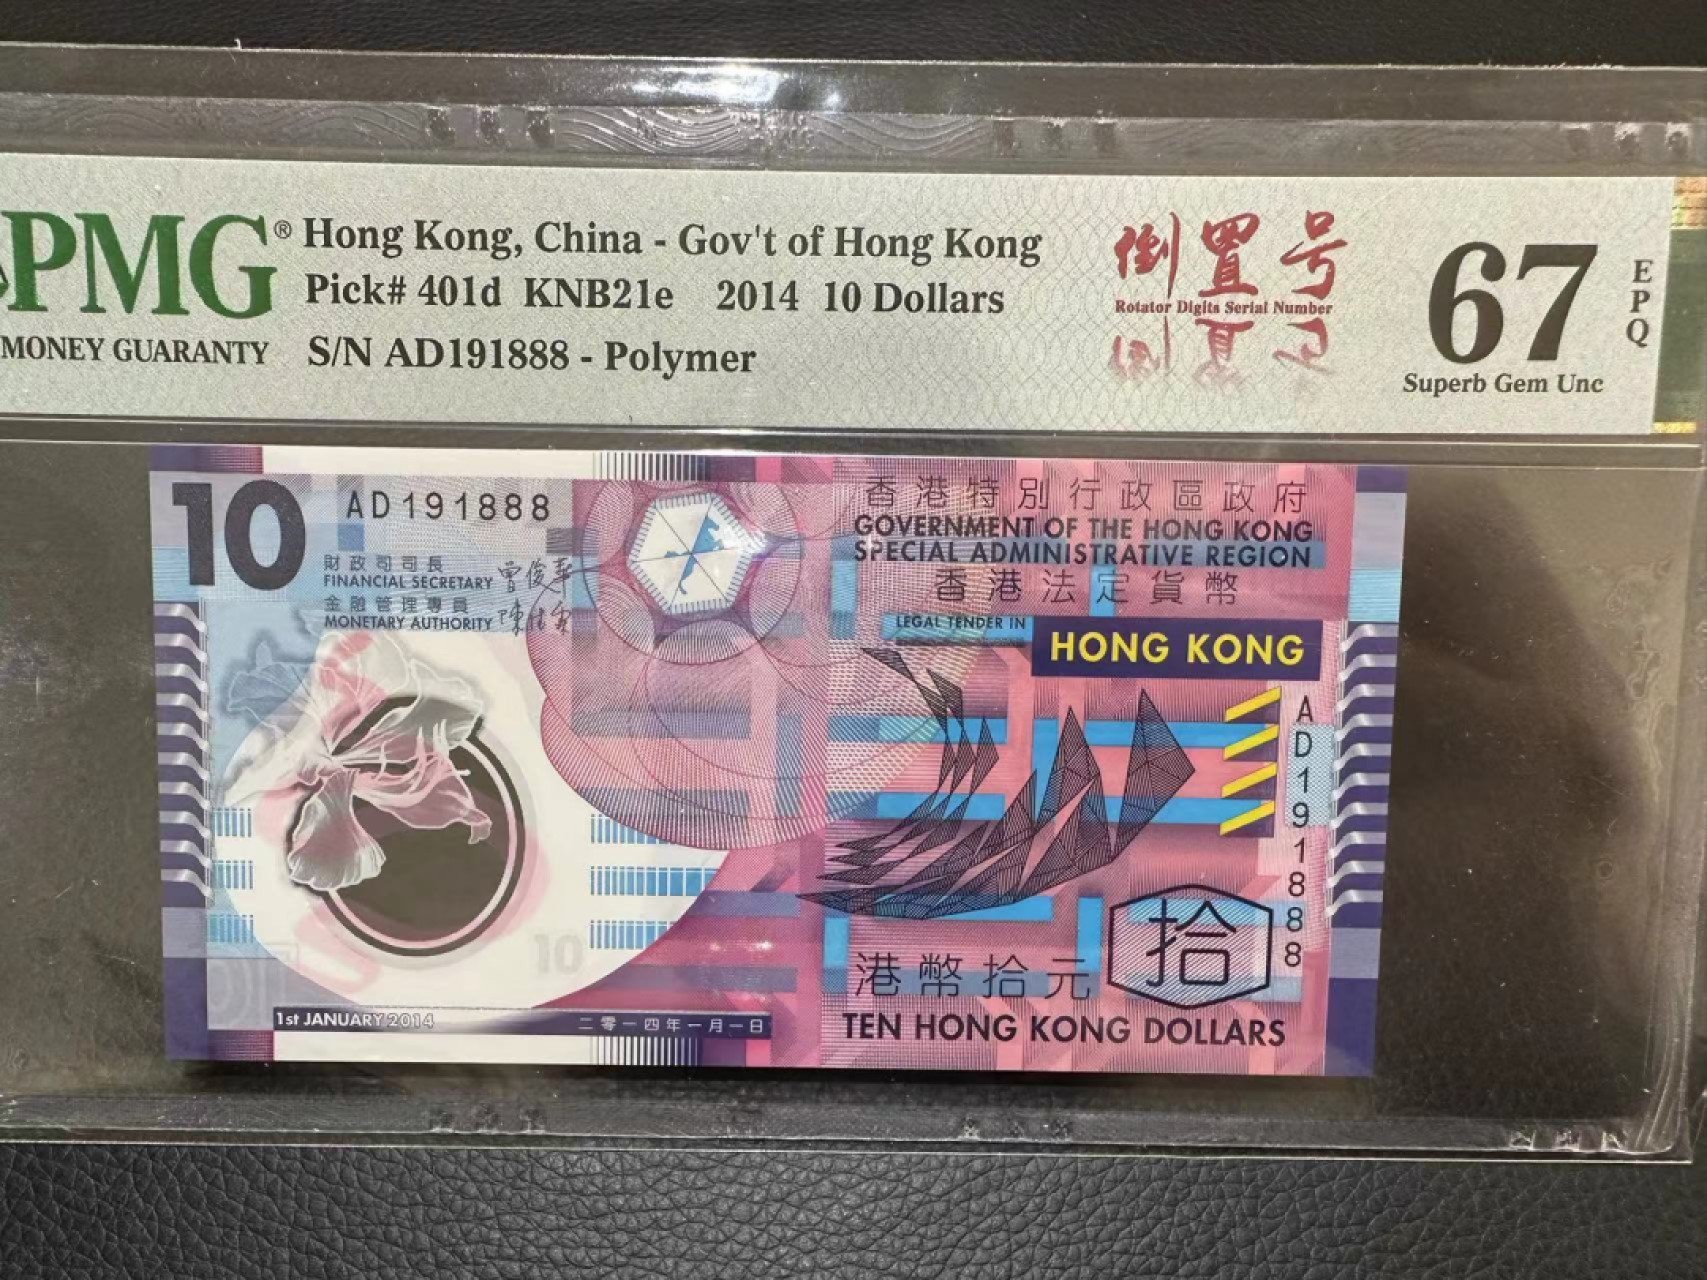 PMG
MONEY GUARANTY
®
Hong Kong, China - Gov't of Hong Kong
Pick# 401d KNB21e 2014 10 Dollars
S/N AD191888 - Polymer
倒置号
Rotator Digits Serial Number
67
EPQ
Superb Gem Unc
10
AD191888
財政司司長
FINANCIAL SECRETARY
金融管理專員
MONETARY AUTHORITY
香港特別行政區政府
GOVERNMENT OF THE HONG KONG
SPECIAL ADMINISTRATIVE REGION
香港法定貨幣
LEGAL TENDER IN
HONG KONG
AD191888
10
拾
港幣拾元
TEN HONG KONG DOLLARS
1st JANUARY 2014
二零一四年一月一日